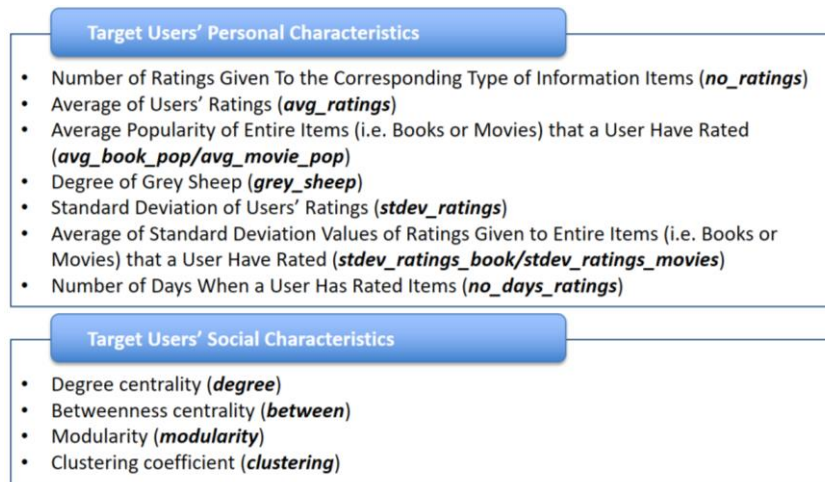 Target Users' Personal Characteristics
• Number of Ratings Given To the Corresponding Type of Information Items (no_ratings)
• Average of Users' Ratings (avg_ratings)
• Average Popularity of Entire Items (i.e. Books or Movies) that a User Have Rated
(avg_book_pop/avg_movie_pop)
• Degree of Grey Sheep (grey_sheep)
• Standard Deviation of Users' Ratings (stdev_ratings)
• Average of Standard Deviation Values of Ratings Given to Entire Items (i.e. Books or
Movies) that a User Have Rated (stdev_ratings_book/stdev_ratings_movies)
• Number of Days When a User Has Rated Items (no_days_ratings)
Target Users' Social Characteristics
• Degree centrality (degree)
• Betweenness centrality (between)
• Modularity (modularity)
• Clustering coefficient (clustering)